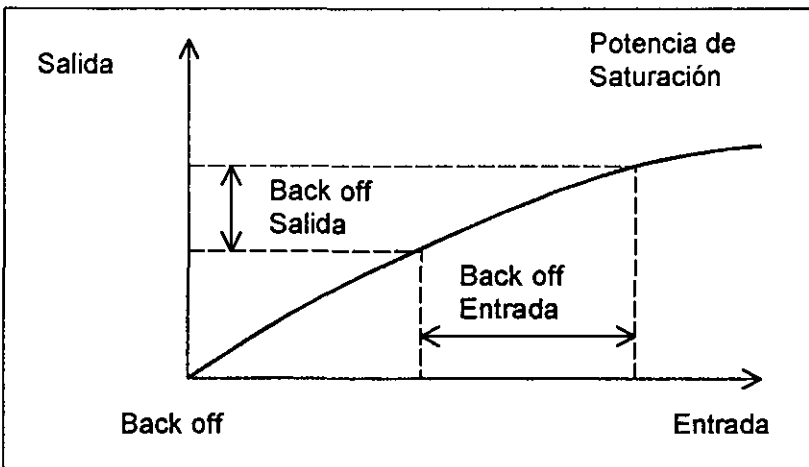 Salida
Potencia de
Saturación
Back off
Salida
Back off
Entrada
Back off
Entrada